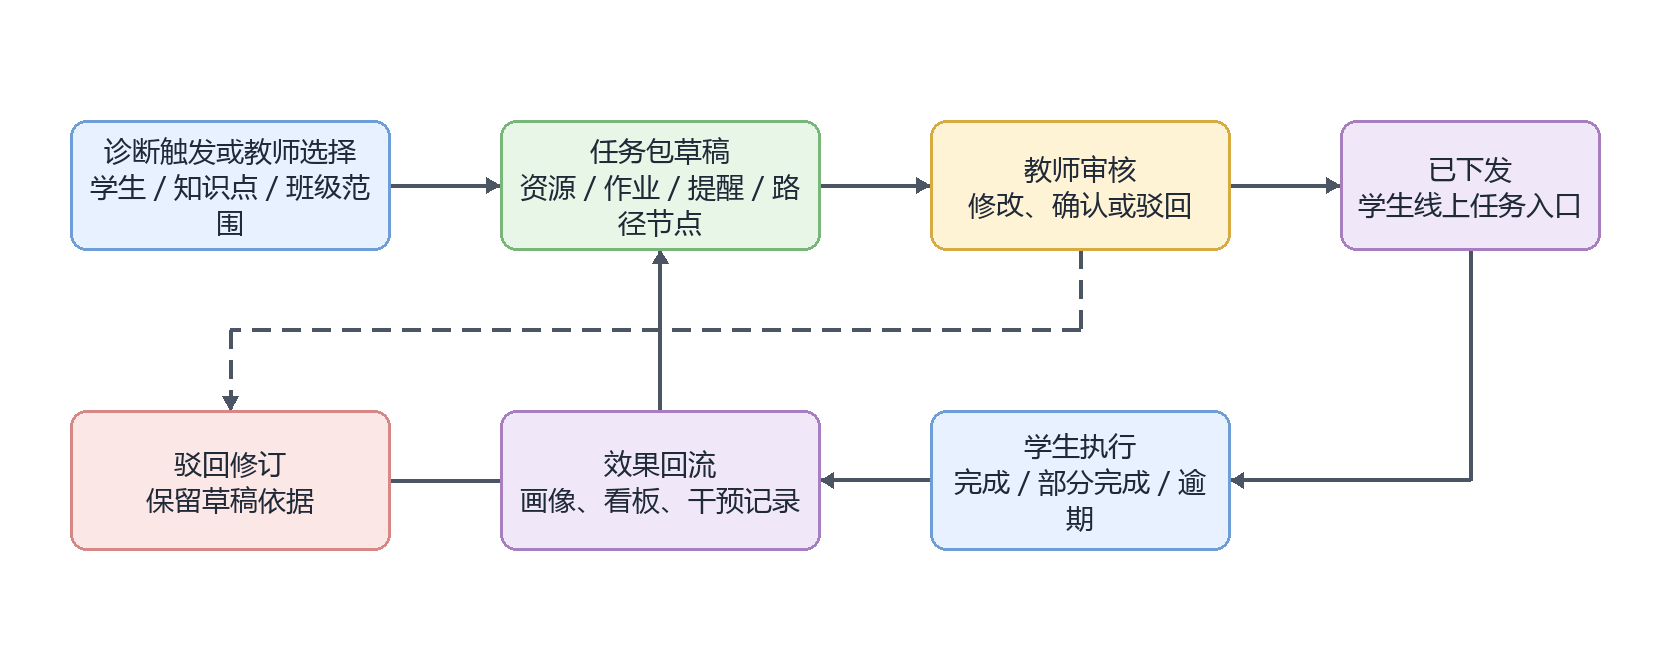 诊断触发或教师选择
学生 / 知识点 / 班级范
围
任务包草稿
资源 / 作业 / 提醒 / 路
径节点
教师审核
修改、确认或驳回
已下发
学生线上任务入口
驳回修订
保留草稿依据
效果回流
画像、看板、干预记录
学生执行
完成 / 部分完成 / 逾
期